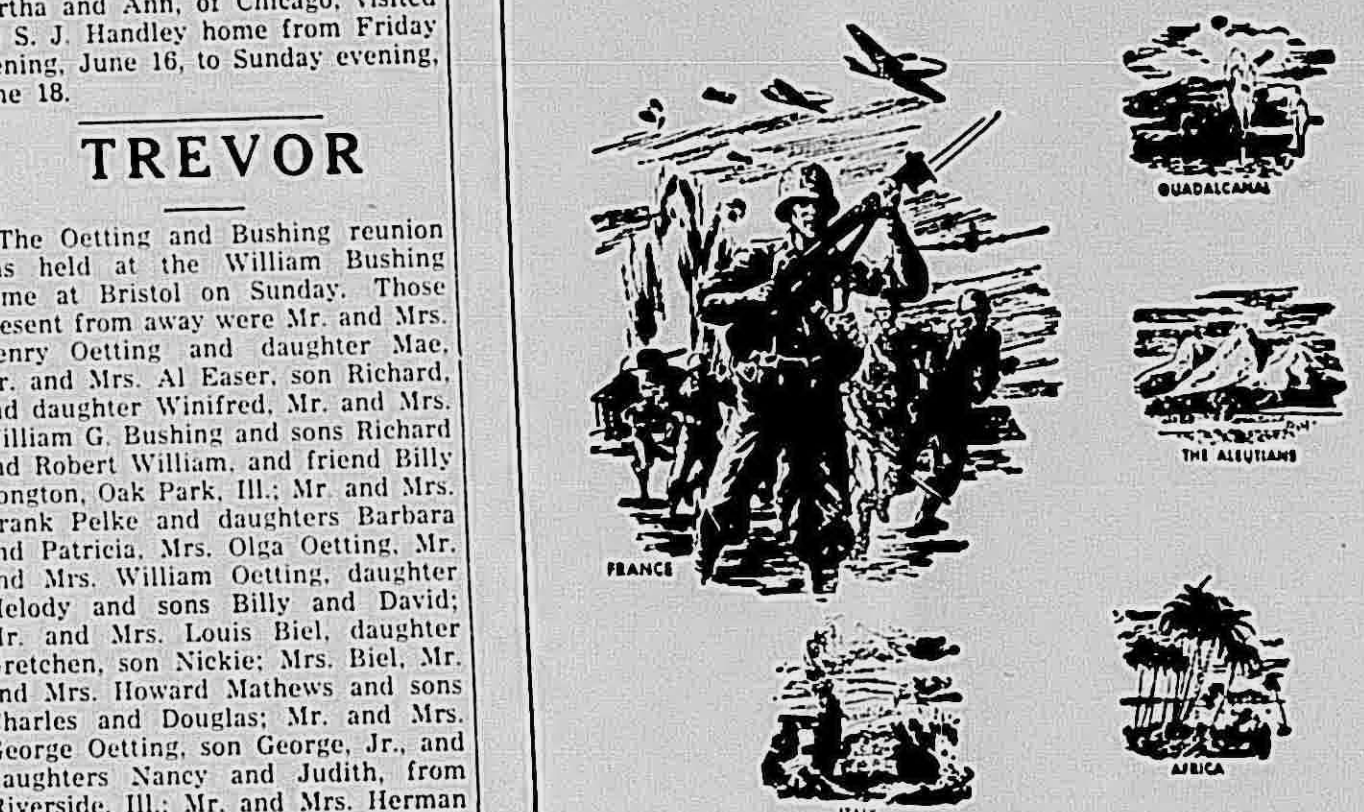 rtha and Ann, of Chicago, visited
S. J. Handley home from Friday
ening, June 16, to Sunday evening,
ne 18.
TREVOR
The Oetting and Bushing reunion
as held at the William Bushing
me at Bristol on Sunday. Those
esent from away were Mr. and Mrs.
enry Oetting and daughter Mae,
r. and Mrs. Al Easer, son Richard,
nd daughter Winifred, Mr. and Mrs.
illiam G. Bushing and sons Richard
nd Robert William, and friend Billy
ongton, Oak Park, Ill.; Mr. and Mrs.
rank Pelke and daughters Barbara
nd Patricia, Mrs. Olga Oetting, Mr.
nd Mrs. William Oetting, daughter
elody and sons Billy and David;
r. and Mrs. Louis Biel, daughter
retchen, son Nickie; Mrs. Biel, Mr.
nd Mrs. Howard Mathews and sons
harles and Douglas; Mr. and Mrs.
eorge Oetting, son George, Jr., and
aughters Nancy and Judith, from
iverside, Ill.; Mr. and Mrs. Herman
GUADALCANAL
THE ALEUTIANS
FRANCE
AFRICA